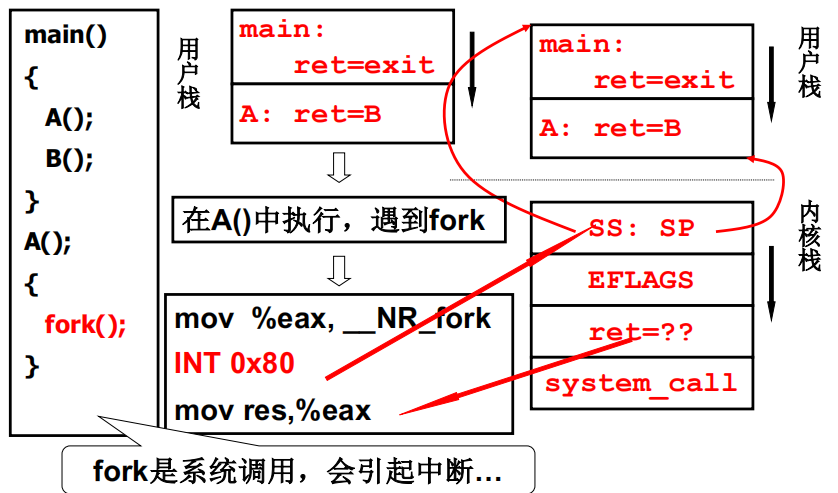 main()
{
A();
B();
}
A();
{
fork();
}
用户栈
main:
ret=exit
A: ret=B
在A()中执行，遇到fork
mov %eax, __NR_fork
INT 0x80
mov res,%eax
fork是系统调用，会引起中断…
main:
ret=exit
A: ret=B
用户栈
SS: SP
EFLAGS
ret=??
system_call
内核栈